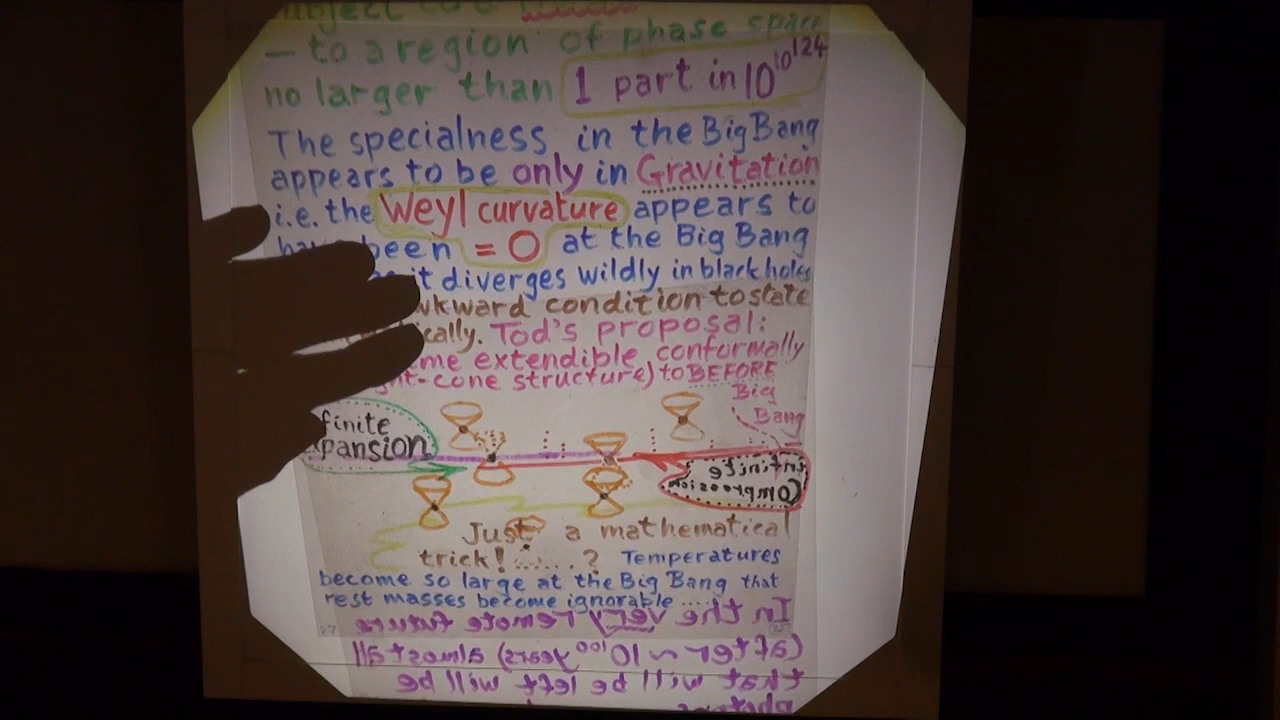 — to a region of phase space
no larger than 1 part in 10^10^124
The specialness in the Big Bang
appears to be only in Gravitation
i.e. the Weyl curvature appears to
been = 0 at the Big Bang
it diverges wildly in black holes
condition to state
Tod's proposal:
extendible conformally
structure) to BEFORE
Big
Bang
Infinite
Compression
Just a mathematical
trick! ...... ? Temperatures
become so large at the Big Bang that
rest masses become ignorable ....
In the very remote future
(after ~ 10^100 years) almost all
that will be left will be